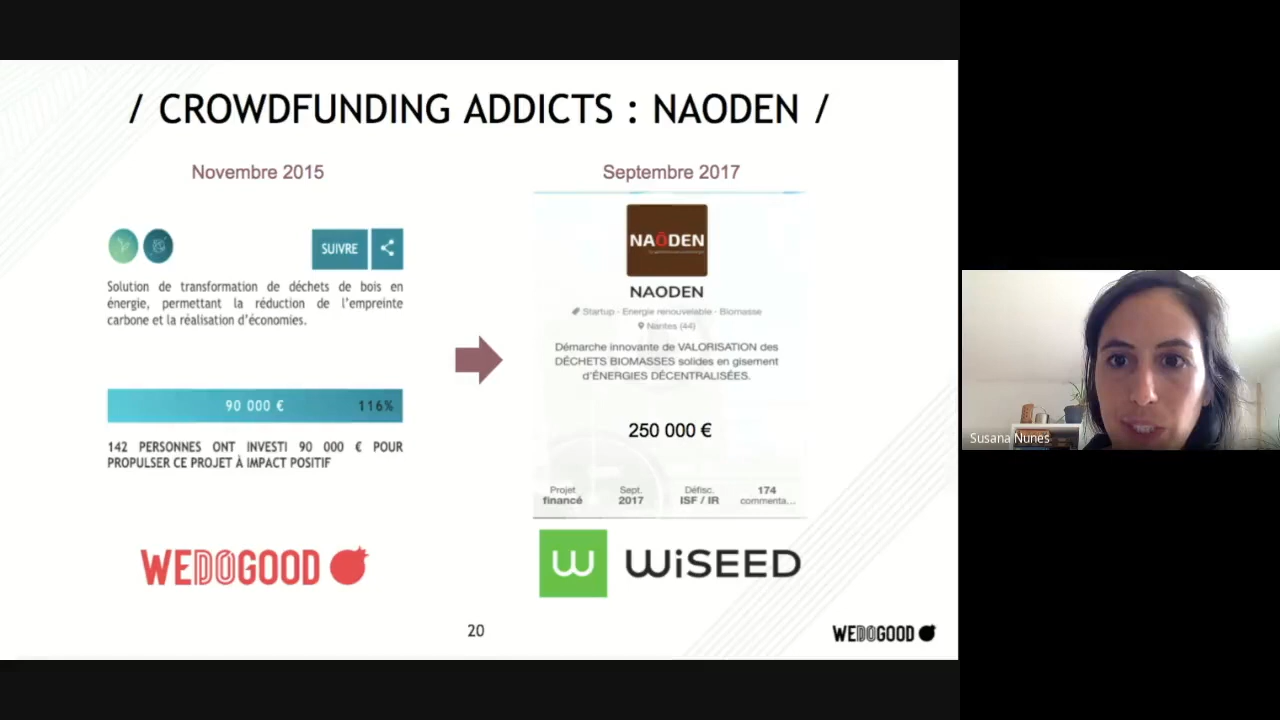 / CROWDFUNDING ADDICTS : NAODEN /
Novembre 2015
SUIVRE
Solution de transformation de déchets de bois en
énergie, permettant la réduction de l'empreinte
carbone et la réalisation d'économies.
90 000 € 116%
142 PERSONNES ONT INVESTI 90 000 € POUR
PROPULSER CE PROJET À IMPACT POSITIF
WEDOGOOD
Septembre 2017
NAODEN
NAODEN
Startup - Energie renouvelable - Biomasse
Nantes (44)
Démarche innovante de VALORISATION des
DÉCHETS BIOMASSES solides en gisement
d'ÉNERGIES DÉCENTRALISÉES.
250 000 €
Projet financé
Sept. 2017
Défisc. ISF / IR
174 commenta...
W WiSEED
20
WEDOGOOD
Susana Nunes